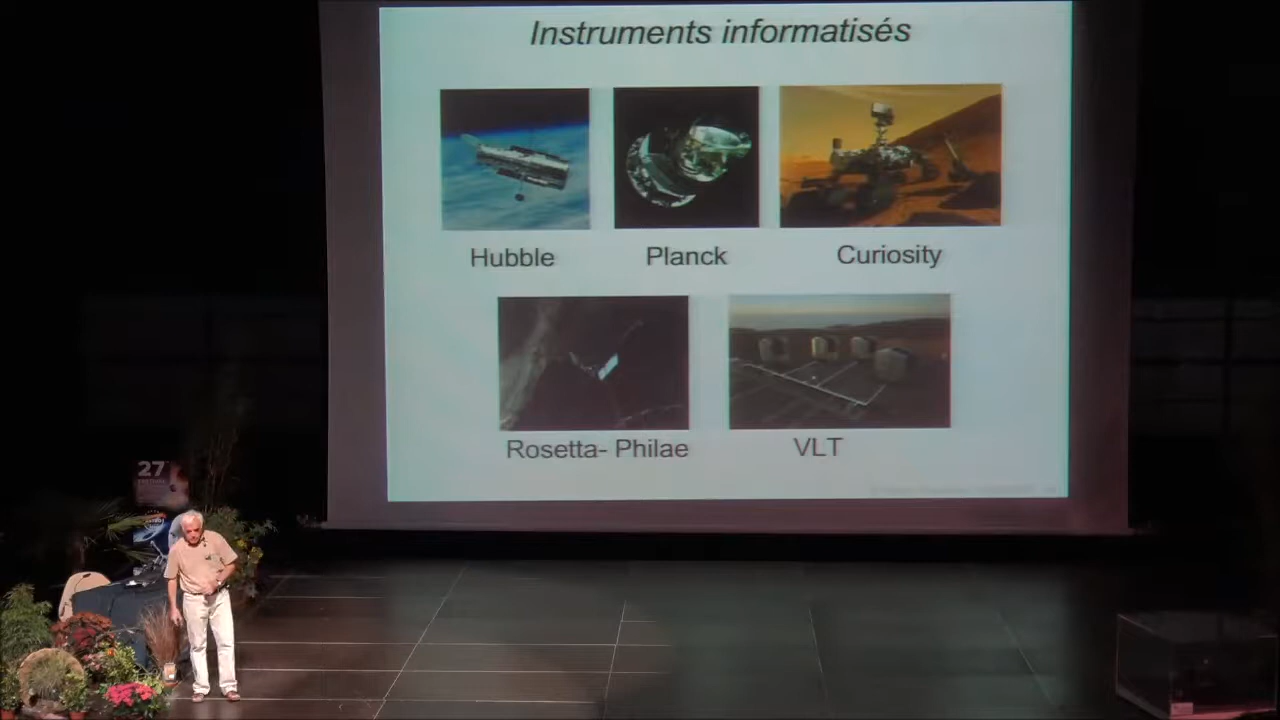 Instruments informatisés
Hubble
Planck
Curiosity
Rosetta- Philae
VLT
27